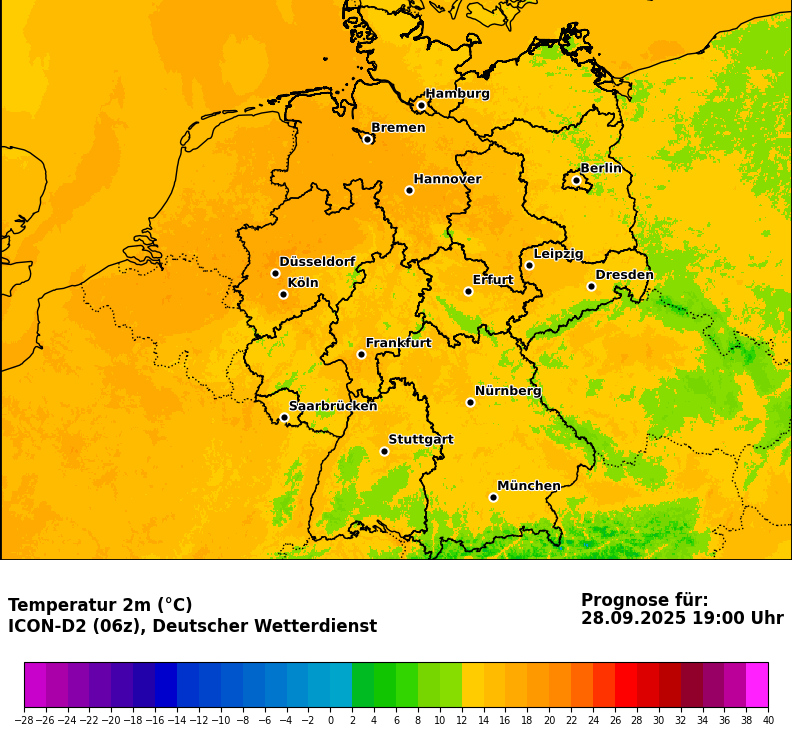 Hamburg
Bremen
Berlin
Hannover
Leipzig
Düsseldorf
Dresden
Köln
Erfurt
Frankfurt
Nürnberg
Saarbrücken
Stuttgart
München
Temperatur 2m (°C)
ICON-D2 (06z), Deutscher Wetterdienst
Prognose für:
28.09.2025 19:00 Uhr
−28 −26 −24 −22 −20 −18 −16 −14 −12 −10 −8 −6 −4 −2 0 2 4 6 8 10 12 14 16 18 20 22 24 26 28 30 32 34 36 38 40